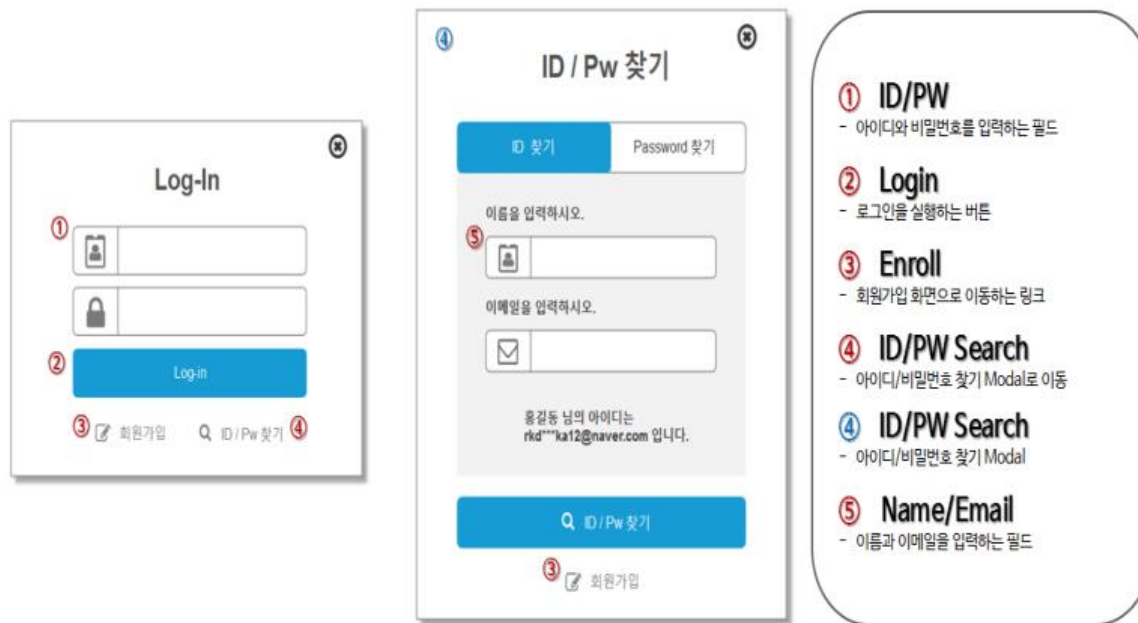 Log-In
①
②
Log-in
③ 회원가입 ID / Pw 찾기 ④
④
ID / Pw 찾기
ID 찾기 Password 찾기
이름을 입력하시오.
⑤
이메일을 입력하시오.
홍길동 님의 아이디는
rkd***ka12@naver.com 입니다.
ID / Pw 찾기
③ 회원가입
① ID/PW
- 아이디와 비밀번호를 입력하는 필드
② Login
- 로그인을 실행하는 버튼
③ Enroll
- 회원가입 화면으로 이동하는 링크
④ ID/PW Search
- 아이디/비밀번호 찾기 Modal로 이동
④ ID/PW Search
- 아이디/비밀번호 찾기 Modal
⑤ Name/Email
- 이름과 이메일을 입력하는 필드